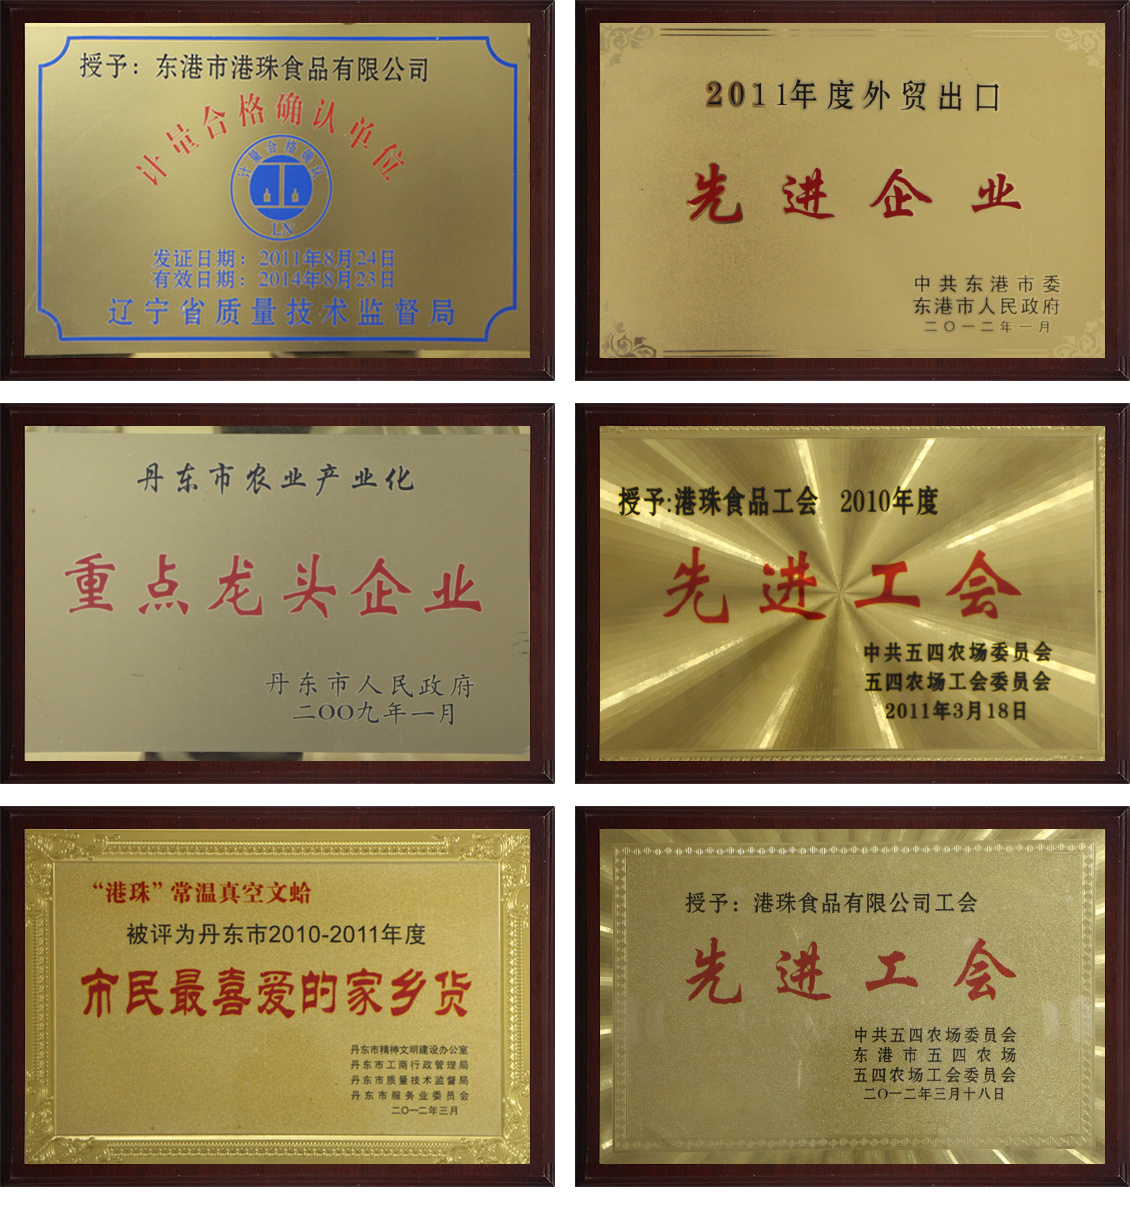 授予：东港市港珠食品有限公司
计量合格确认单位
计量合格确认
LN
发证日期：2011年8月24日
有效日期：2014年8月23日
辽宁省质量技术监督局
2011年度外贸出口
先进企业
中共东港市委
东港市人民政府
二〇一二年一月
丹东市农业产业化
重点龙头企业
丹东市人民政府
二〇〇九年一月
授予:港珠食品工会 2010年度
先进工会
中共五四农场委员会
五四农场工会委员会
2011年3月18日
“港珠”常温真空文蛤
被评为丹东市2010-2011年度
市民最喜爱的家乡货
丹东市精神文明建设办公室
丹东市工商行政管理局
丹东市质量技术监督局
丹东市服务业委员会
二〇一二年三月
授予：港珠食品有限公司工会
先进工会
中共五四农场委员会
东港市五四农场
五四农场工会委员会
二〇一二年三月十八日